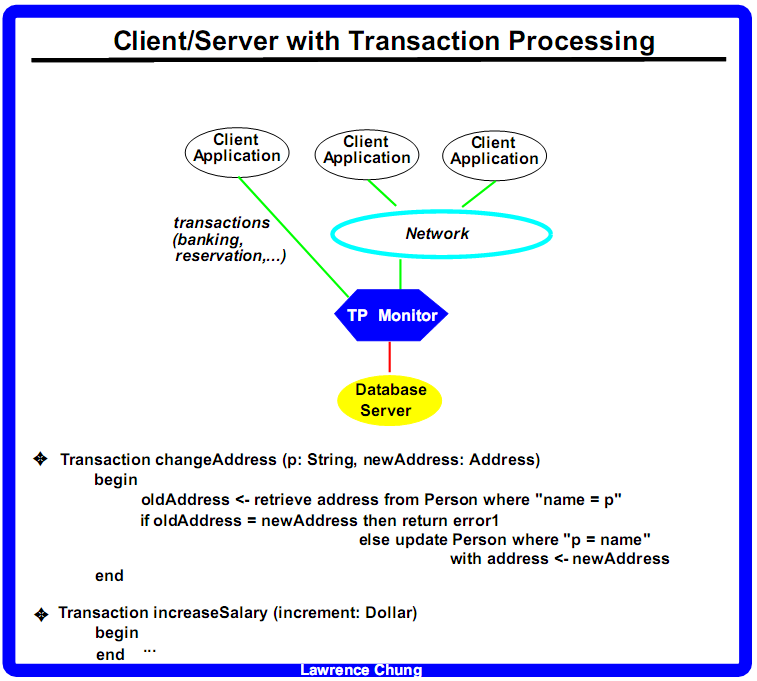 Client/Server with Transaction Processing
Client
Application
Client
Application
Client
Application
transactions
(banking,
reservation,...)
Network
TP Monitor
Database
Server
Transaction changeAddress (p: String, newAddress: Address)
begin
oldAddress <- retrieve address from Person where "name = p"
if oldAddress = newAddress then return error1
else update Person where "p = name"
with address <- newAddress
end
Transaction increaseSalary (increment: Dollar)
begin
end ...
Lawrence Chung